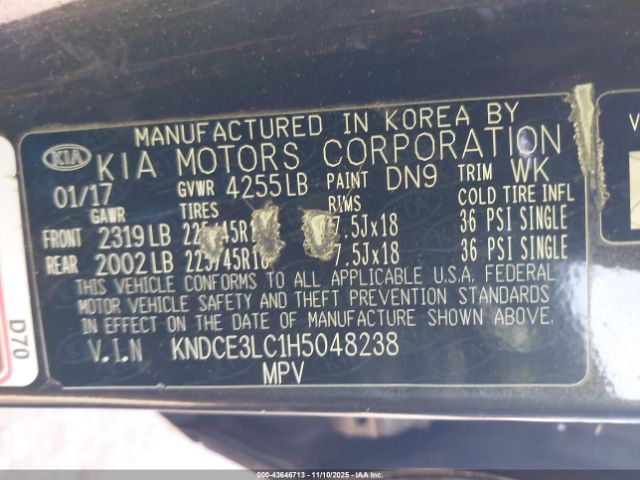 MANUFACTURED IN KOREA BY
KIA KIA MOTORS CORPORATION
01/17 GVWR 4255LB PAINT DN9 TRIM WK
GAWR TIRES RIMS COLD TIRE INFL
FRONT 2319LB 7.5Jx18 36 PSI SINGLE
REAR 2002LB 7.5Jx18 36 PSI SINGLE
THIS VEHICLE CONFORMS TO ALL APPLICABLE U.S.A. FEDERAL
MOTOR VEHICLE SAFETY AND THEFT PREVENTION STANDARDS
IN EFFECT ON THE DATE OF MANUFACTURE SHOWN ABOVE.
V.I.N KNDCE3LC1H5048238
MPV
D70
V
000-43646713 - 11/10/2025 - IAAI.COM